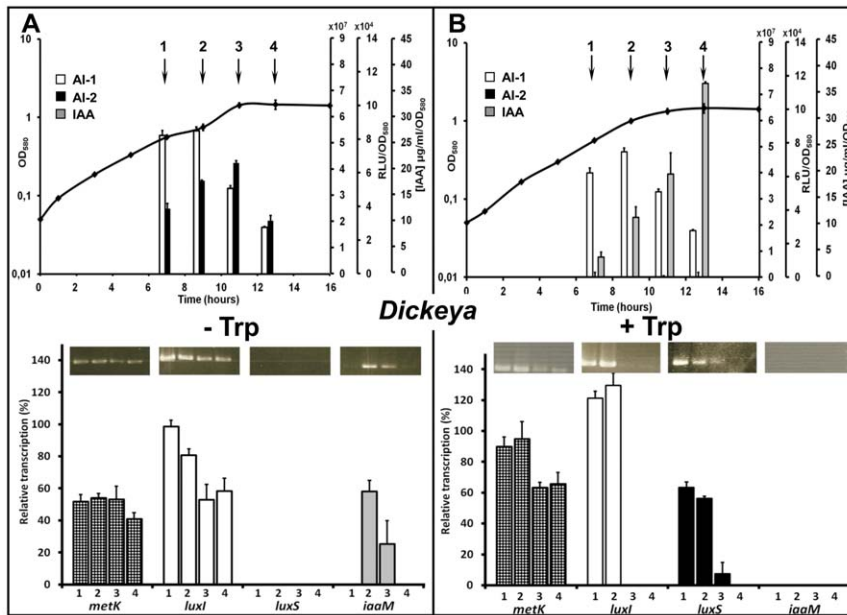 A
1 2 3 4
x10⁷ x10⁴
10
1
0,1
0,01
OD₅₈₀
AI-1
AI-2
IAA
9
8
7
6
5
4
3
2
1
0
14
12
10
8
6
4
2
0
RLU/OD₅₈₀
45
40
35
30
25
20
15
10
5
0
[IAA] µg/ml/OD₅₈₀
0 2 4 6 8 10 12 14 16
Time (hours)
B
1 2 3 4
x10⁷ x10⁴
10
1
0,1
0,01
OD₅₈₀
AI-1
AI-2
IAA
9
8
7
6
5
4
3
2
1
0
14
12
10
8
6
4
2
0
RLU/OD₅₈₀
45
40
35
30
25
20
15
10
5
0
[IAA] µg/ml/OD₅₈₀
0 2 4 6 8 10 12 14 16
Time (hours)
Dickeya
- Trp
140
120
100
80
60
40
20
0
Relative transcription (%)
1 2 3 4 1 2 3 4 1 2 3 4 1 2 3 4
metK luxI luxS iaaM
+ Trp
140
120
100
80
60
40
20
0
Relative transcription (%)
1 2 3 4 1 2 3 4 1 2 3 4 1 2 3 4
metK luxI luxS iaaM